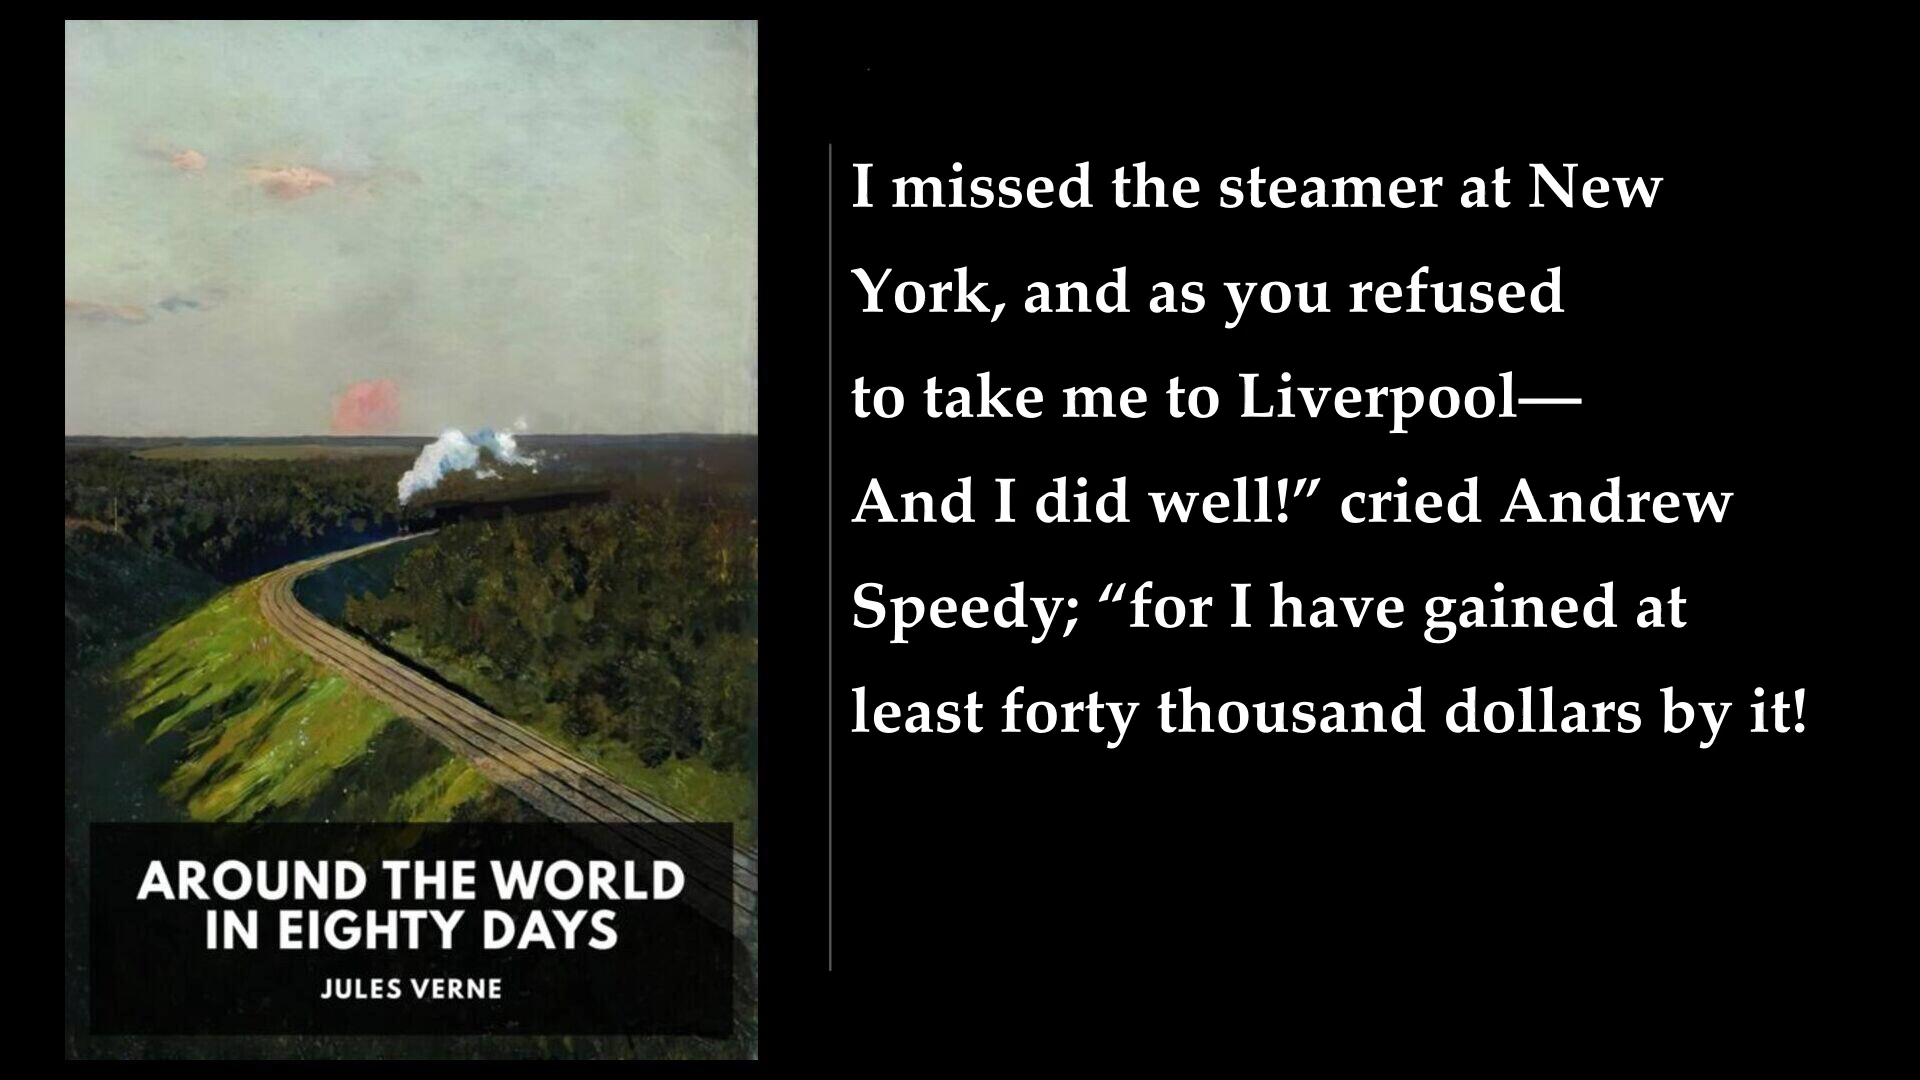 I missed the steamer at New
York, and as you refused
to take me to Liverpool—
And I did well!” cried Andrew
Speedy; “for I have gained at
least forty thousand dollars by it!
AROUND THE WORLD
IN EIGHTY DAYS
JULES VERNE